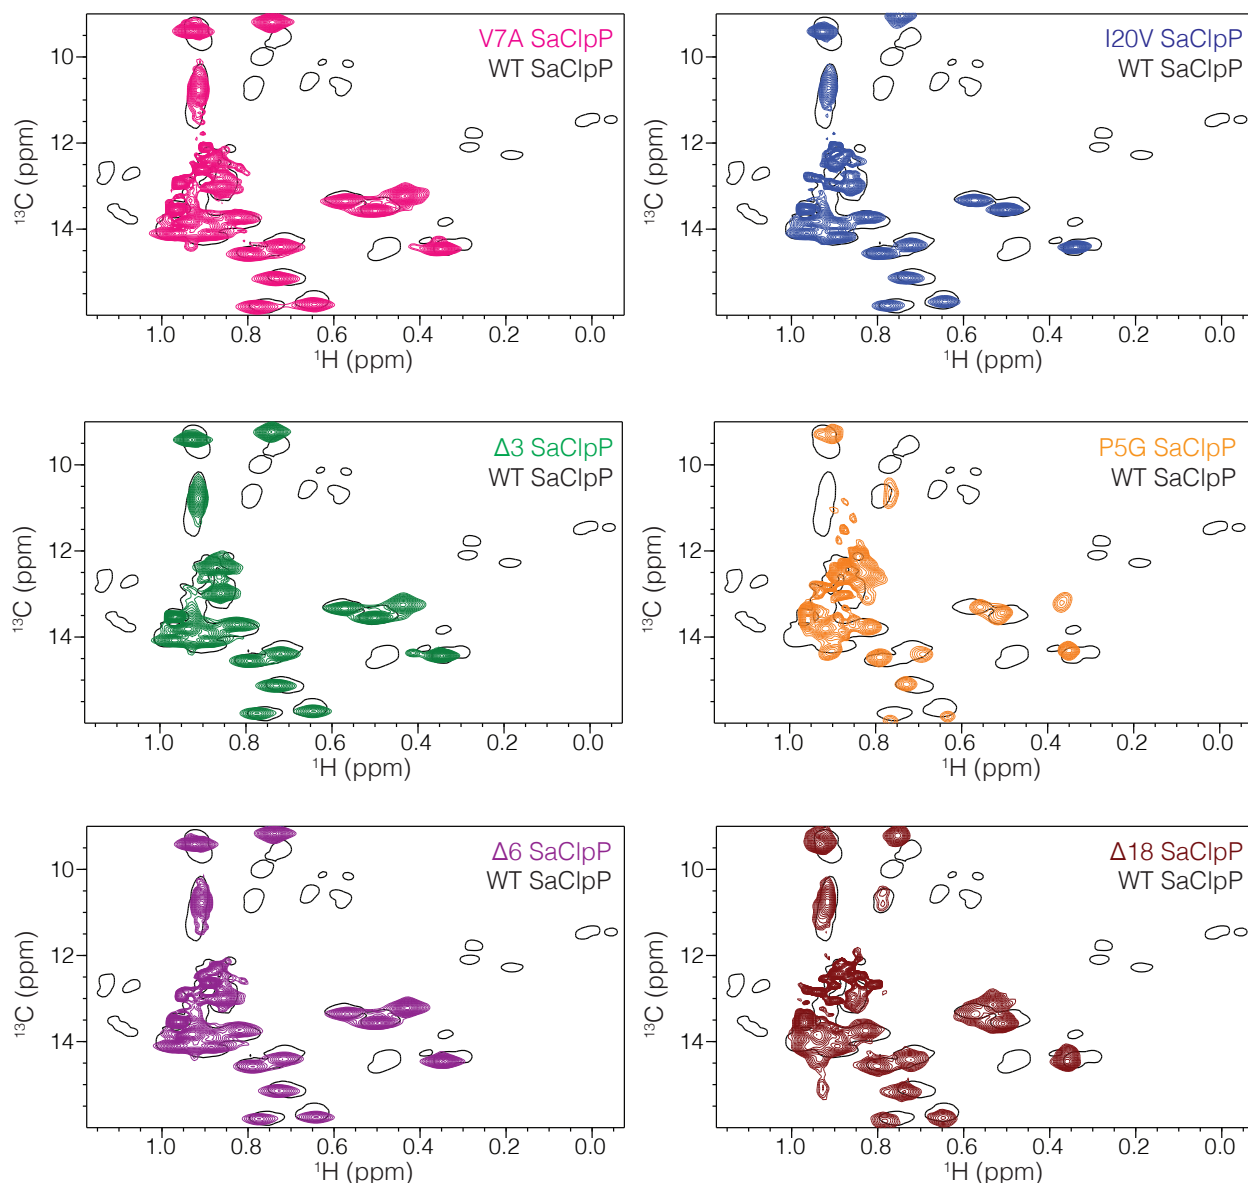 V7A SaClpP
WT SaClpP
10
12
14
¹³C (ppm)
1.0 0.8 0.6 0.4 0.2 0.0
¹H (ppm)
I20V SaClpP
WT SaClpP
10
12
14
¹³C (ppm)
1.0 0.8 0.6 0.4 0.2 0.0
¹H (ppm)
Δ3 SaClpP
WT SaClpP
10
12
14
¹³C (ppm)
1.0 0.8 0.6 0.4 0.2 0.0
¹H (ppm)
P5G SaClpP
WT SaClpP
10
12
14
¹³C (ppm)
1.0 0.8 0.6 0.4 0.2 0.0
¹H (ppm)
Δ6 SaClpP
WT SaClpP
10
12
14
¹³C (ppm)
1.0 0.8 0.6 0.4 0.2 0.0
¹H (ppm)
Δ18 SaClpP
WT SaClpP
10
12
14
¹³C (ppm)
1.0 0.8 0.6 0.4 0.2 0.0
¹H (ppm)